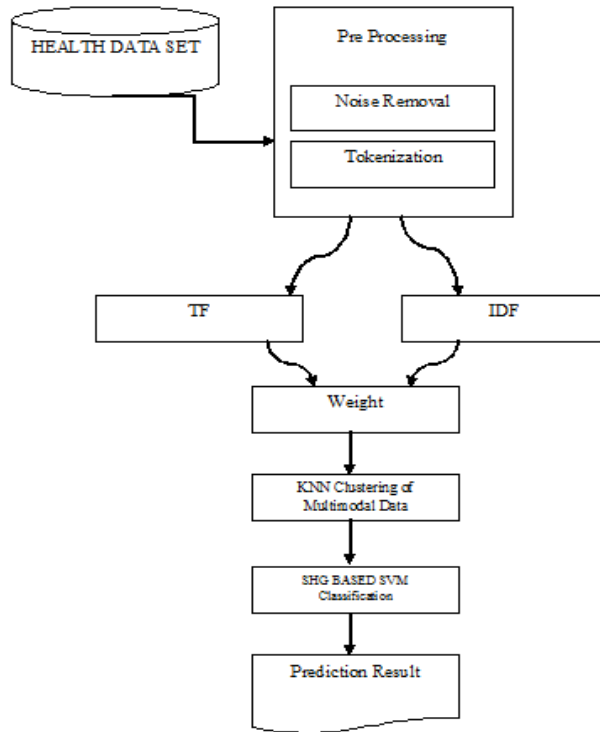 HEALTH DATA SET
Pre Processing
Noise Removal
Tokenization
TF
IDF
Weight
KNN Clustering of
Multimodal Data
SHG BASED SVM
Classification
Prediction Result